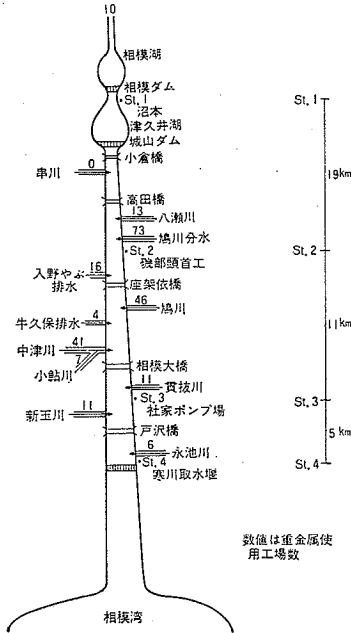 10
相模湖
相模ダム
St.1
沼本
津久井湖
城山ダム
小倉橋
0
串川
高田橋
13
八瀬川
73
鳩川分水
St.2
磯部頭首工
16
入野やぶ
排水
座架依橋
46
鳩川
4
牛久保排水
41
中津川
7
小鮎川
相模大橋
11
貫抜川
St.3
社家ポンプ場
11
新玉川
戸沢橋
6
永池川
St.4
寒川取水堰
相模湾
St.1
19km
St.2
11km
St.3
5km
St.4
数値は重金属使
用工場数